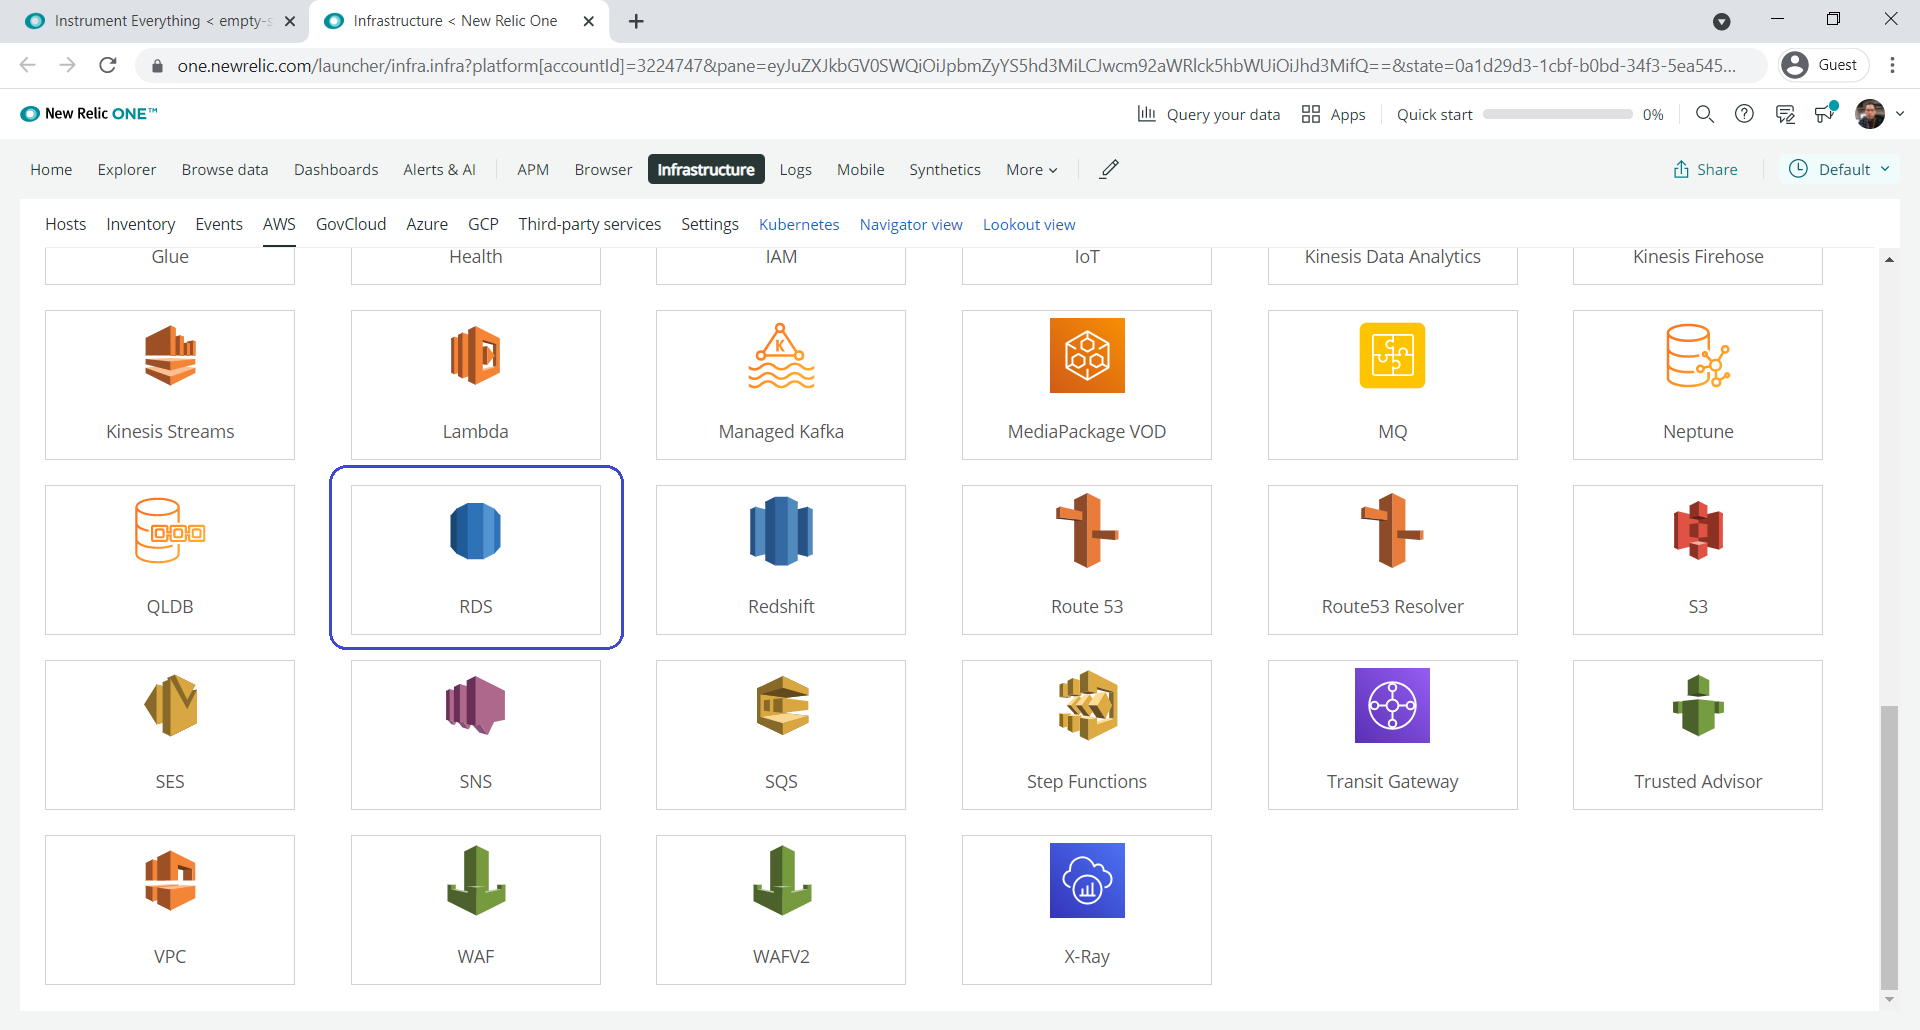 Instrument Everything < empty-s
Infrastructure < New Relic One
one.newrelic.com/launcher/infra.infra?platform[accountId]=3224747&pane=eyJuZXJkbGV0SWQiOiJpbmZyYS5hd3MiLCJwcm92aWRlck5hbWUiOiJhd3MifQ==&state=0a1d29d3-1cbf-b0bd-34f3-5ea545...
Guest
New Relic ONE™
Query your data
Apps
Quick start
0%
Home
Explorer
Browse data
Dashboards
Alerts & AI
APM
Browser
Infrastructure
Logs
Mobile
Synthetics
More
Share
Default
Hosts
Inventory
Events
AWS
GovCloud
Azure
GCP
Third-party services
Settings
Kubernetes
Navigator view
Lookout view
Glue
Health
IAM
IoT
Kinesis Data Analytics
Kinesis Firehose
Kinesis Streams
Lambda
K
Managed Kafka
MediaPackage VOD
MQ
Neptune
QLDB
RDS
Redshift
Route 53
Route53 Resolver
S3
SES
SNS
SQS
Step Functions
Transit Gateway
Trusted Advisor
VPC
WAF
WAFV2
X-Ray